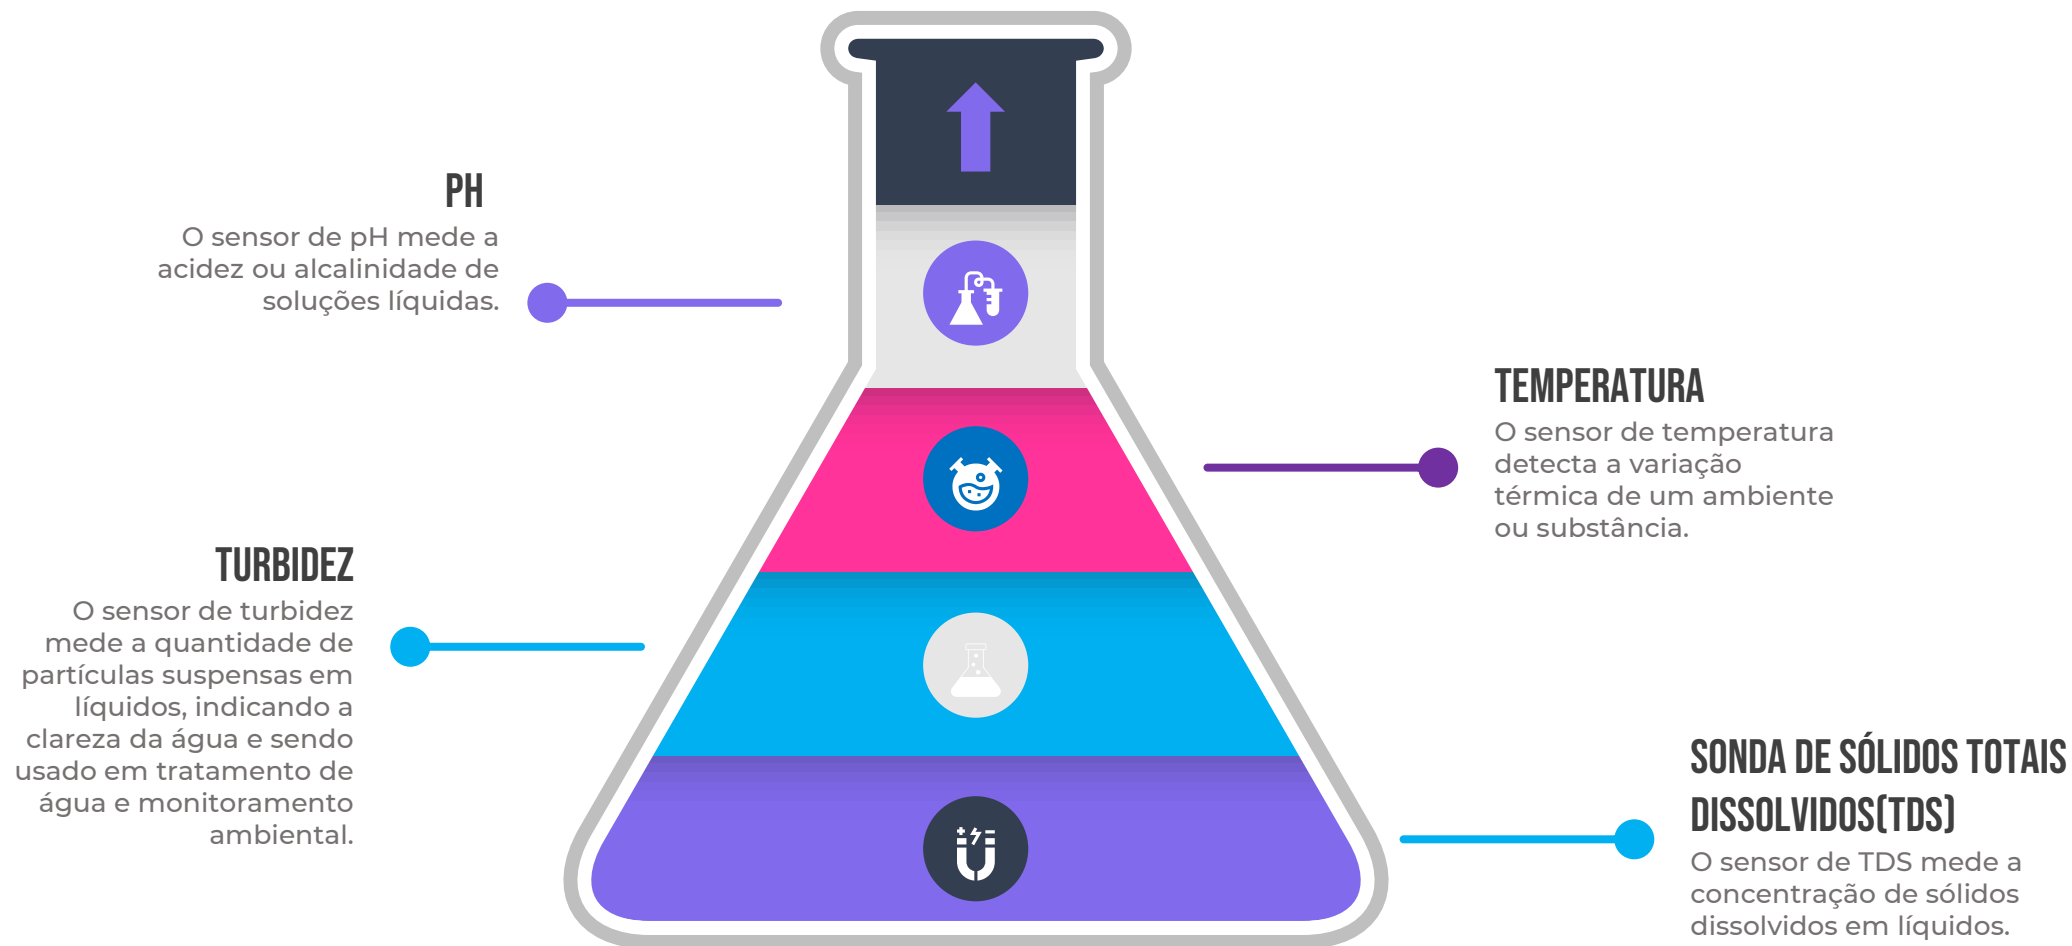 PH
O sensor de pH mede a
acidez ou alcalinidade de
soluções líquidas.
TEMPERATURA
O sensor de temperatura
detecta a variação
térmica de um ambiente
ou substância.
TURBIDEZ
O sensor de turbidez
mede a quantidade de
partículas suspensas em
líquidos, indicando a
clareza da água e sendo
usado em tratamento de
água e monitoramento
ambiental.
SONDA DE SÓLIDOS TOTAIS
DISSOLVIDOS(TDS)
O sensor de TDS mede a
concentração de sólidos
dissolvidos em líquidos.